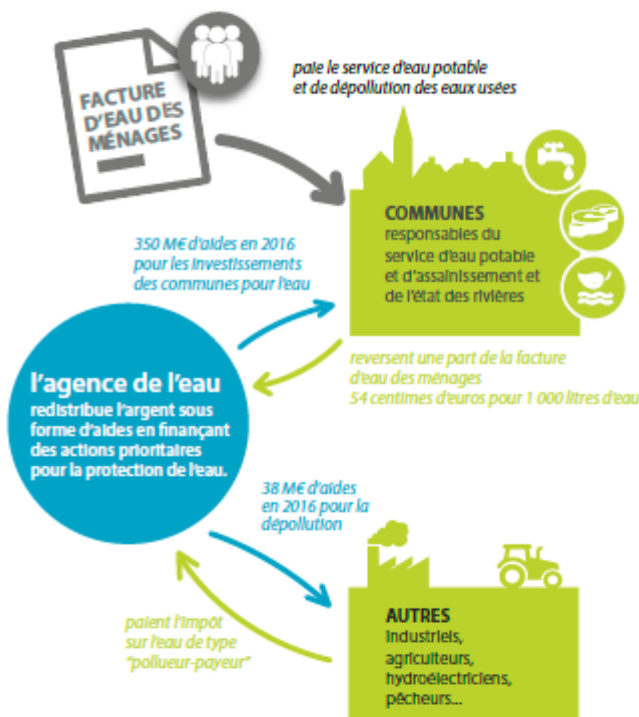 FACTURE
D'EAU DES
MÉNAGES
paie le service d'eau potable
et de dépollution des eaux usées
COMMUNES
responsables du
service d'eau potable
et d'assainissement et
de l'état des rivières
350 M€ d'aides en 2016
pour les investissements
des communes pour l'eau
reversent une part de la facture
d'eau des ménages
54 centimes d'euros pour 1 000 litres d'eau
l'agence de l'eau
redistribue l'argent sous
forme d'aides en finançant
des actions prioritaires
pour la protection de l'eau.
38 M€ d'aides
en 2016 pour la
dépollution
paient l'impôt
sur l'eau de type
"pollueur-payeur"
AUTRES
industriels,
agriculteurs,
hydroélectriciens,
pêcheurs...